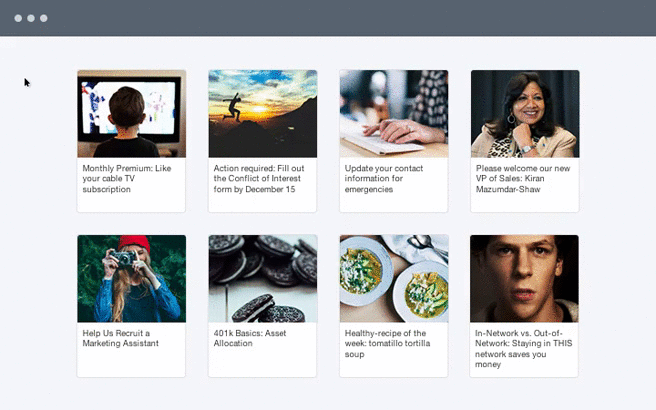 Monthly Premium: Like
your cable TV
subscription
Action required: Fill out
the Conflict of Interest
form by December 15
Update your contact
information for
emergencies
Please welcome our new
VP of Sales: Kiran
Mazumdar-Shaw
Help Us Recruit a
Marketing Assistant
401k Basics: Asset
Allocation
Healthy-recipe of the
week: tomatillo tortilla
soup
In-Network vs. Out-of-
Network: Staying in THIS
network saves you
money